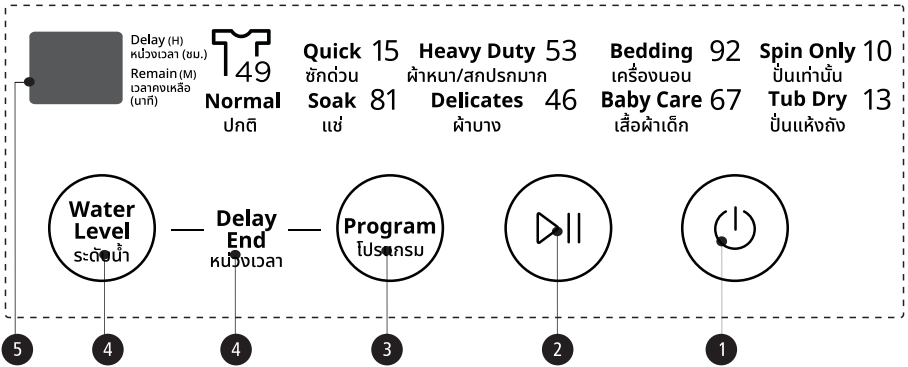 Delay (H)
หน่วงเวลา (ชม.)
Remain (M)
เวลาคงเหลือ
(นาที)
49
Normal
ปกติ
Quick 15
ซักด่วน
Soak 81
แช่
Heavy Duty 53
ผ้าหนา/สกปรกมาก
Delicates 46
ผ้าบาง
Bedding 92
เครื่องนอน
Baby Care 67
เสื้อผ้าเด็ก
Spin Only 10
ปั่นเท่านั้น
Tub Dry 13
ปั่นแห้งถัง
Water
Level
ระดับน้ำ
Delay
End
หน่วงเวลา
Program
โปรแกรม
5
4
4
3
2
1